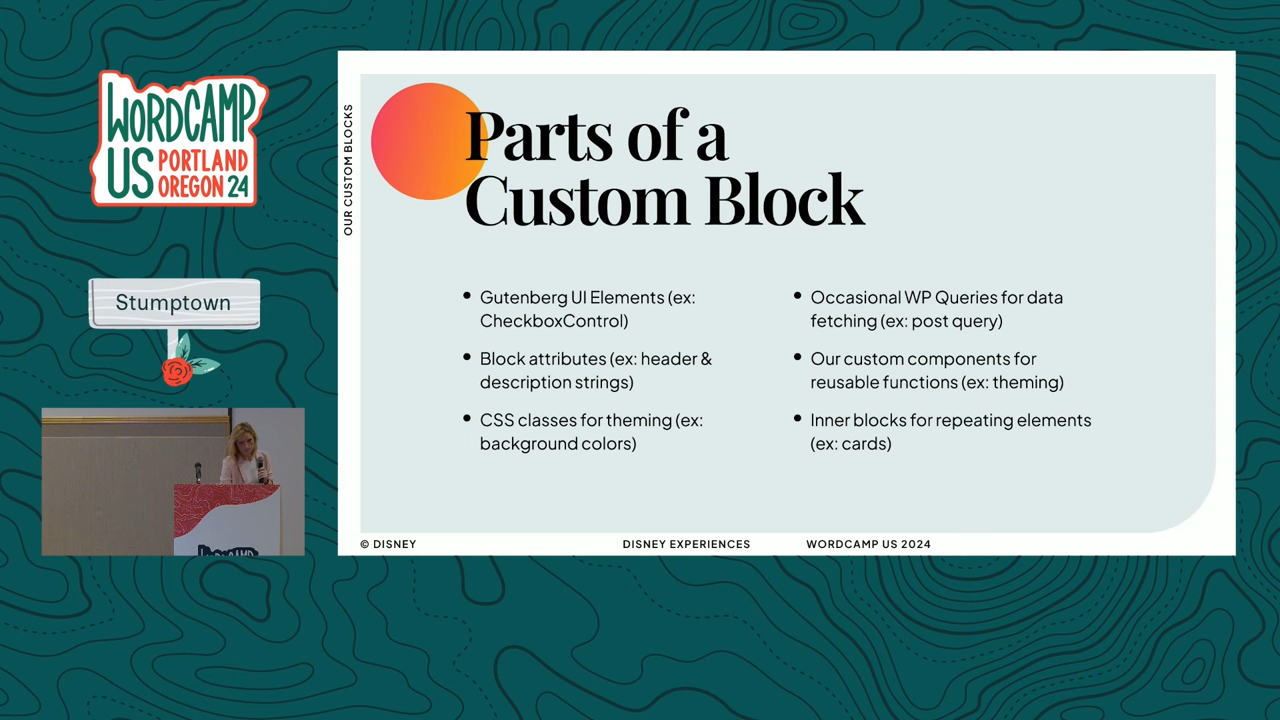 WORDCAMP
US PORTLAND
OREGON 24
Stumptown
OUR CUSTOM BLOCKS
Parts of a
Custom Block
• Gutenberg UI Elements (ex:
CheckboxControl)
• Block attributes (ex: header &
description strings)
• CSS classes for theming (ex:
background colors)
• Occasional WP Queries for data
fetching (ex: post query)
• Our custom components for
reusable functions (ex: theming)
• Inner blocks for repeating elements
(ex: cards)
© DISNEY
DISNEY EXPERIENCES
WORDCAMP US 2024